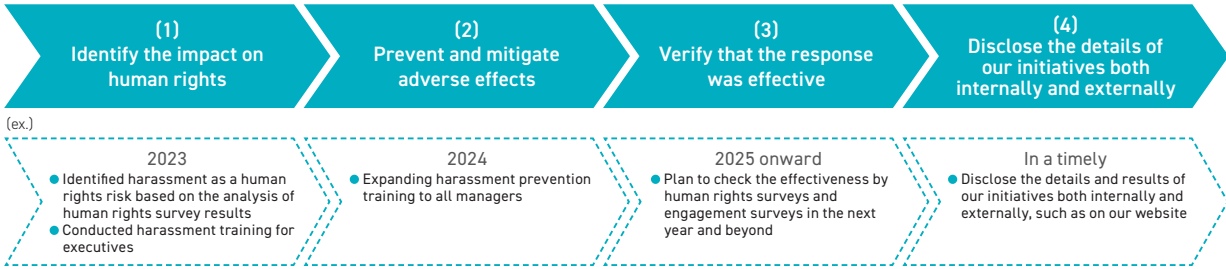 (1)
Identify the impact on
human rights
(2)
Prevent and mitigate
adverse effects
(3)
Verify that the response
was effective
(4)
Disclose the details of
our initiatives both
internally and externally
(ex.)
2023
● Identified harassment as a human
rights risk based on the analysis of
human rights survey results
● Conducted harassment training for
executives
2024
● Expanding harassment prevention
training to all managers
2025 onward
● Plan to check the effectiveness by
human rights surveys and
engagement surveys in the next
year and beyond
In a timely
● Disclose the details and results of
our initiatives both internally and
externally, such as on our website